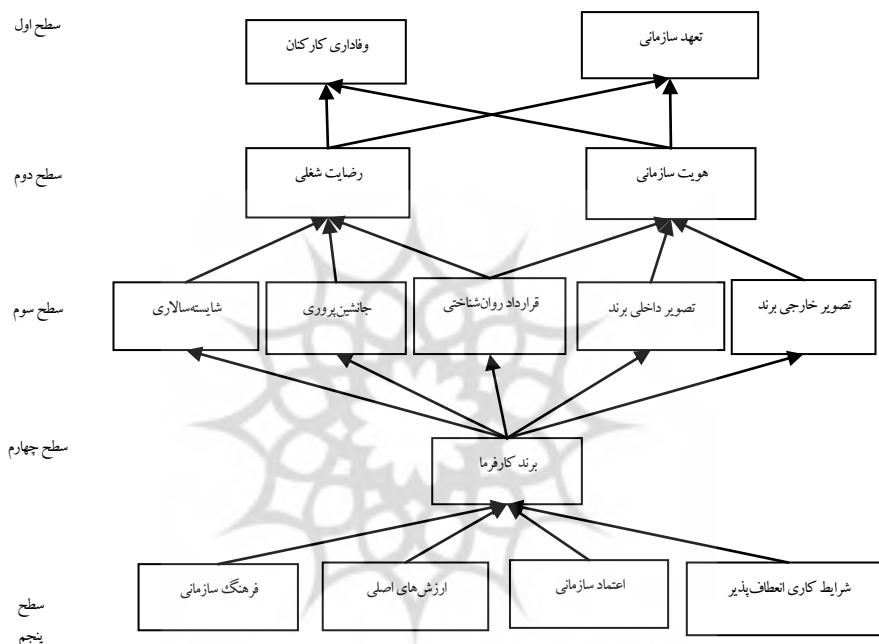 سطح اول
تعهد سازمانی
وفاداری کارکنان
سطح دوم
هویت سازمانی
رضایت شغلی
سطح سوم
تصویر خارجی برند
تصویر داخلی برند
قرارداد روان‌شناختی
جانشین‌پروری
شایسته‌سالاری
سطح چهارم
برند کارفرما
سطح
پنجم
شرایط کاری انعطاف‌پذیر
اعتماد سازمانی
ارزش‌های اصلی
فرهنگ سازمانی